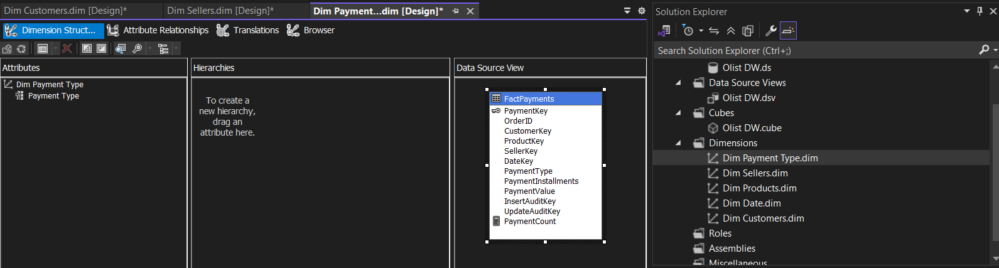 Dim Customers.dim [Design]*
Dim Sellers.dim [Design]*
Dim Payment...dim [Design]*
Dimension Struct...
Attribute Relationships
Translations
Browser
Attributes
Dim Payment Type
Payment Type
Hierarchies
To create a
new hierarchy,
drag an
attribute here.
Data Source View
FactPayments
PaymentKey
OrderID
CustomerKey
ProductKey
SellerKey
DateKey
PaymentType
PaymentInstallments
PaymentValue
InsertAuditKey
UpdateAuditKey
PaymentCount
Solution Explorer
Search Solution Explorer (Ctrl+;)
Olist DW.ds
Data Source Views
Olist DW.dsv
Cubes
Olist DW.cube
Dimensions
Dim Payment Type.dim
Dim Sellers.dim
Dim Products.dim
Dim Date.dim
Dim Customers.dim
Roles
Assemblies
Miscellaneous